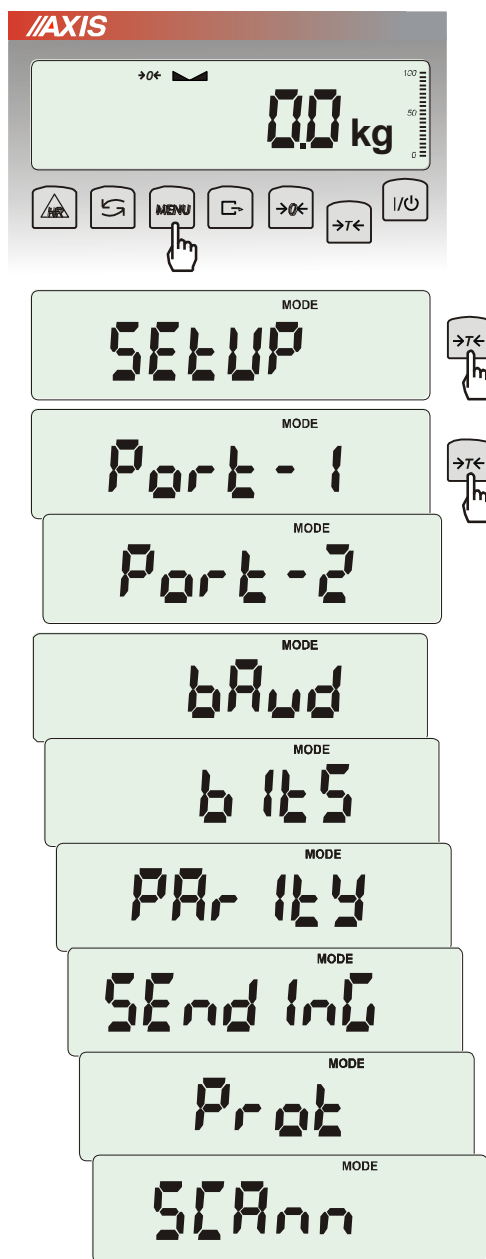 //AXIS
→0←
100
0.0 kg
50
0
HR MENU →0← →T← I/⏻
MODE
SEtUP
→T←
MODE
Port-1
→T←
MODE
Port-2
MODE
bAud
MODE
bItS
MODE
PArItY
MODE
SEndInG
MODE
Prot
MODE
SCAnn